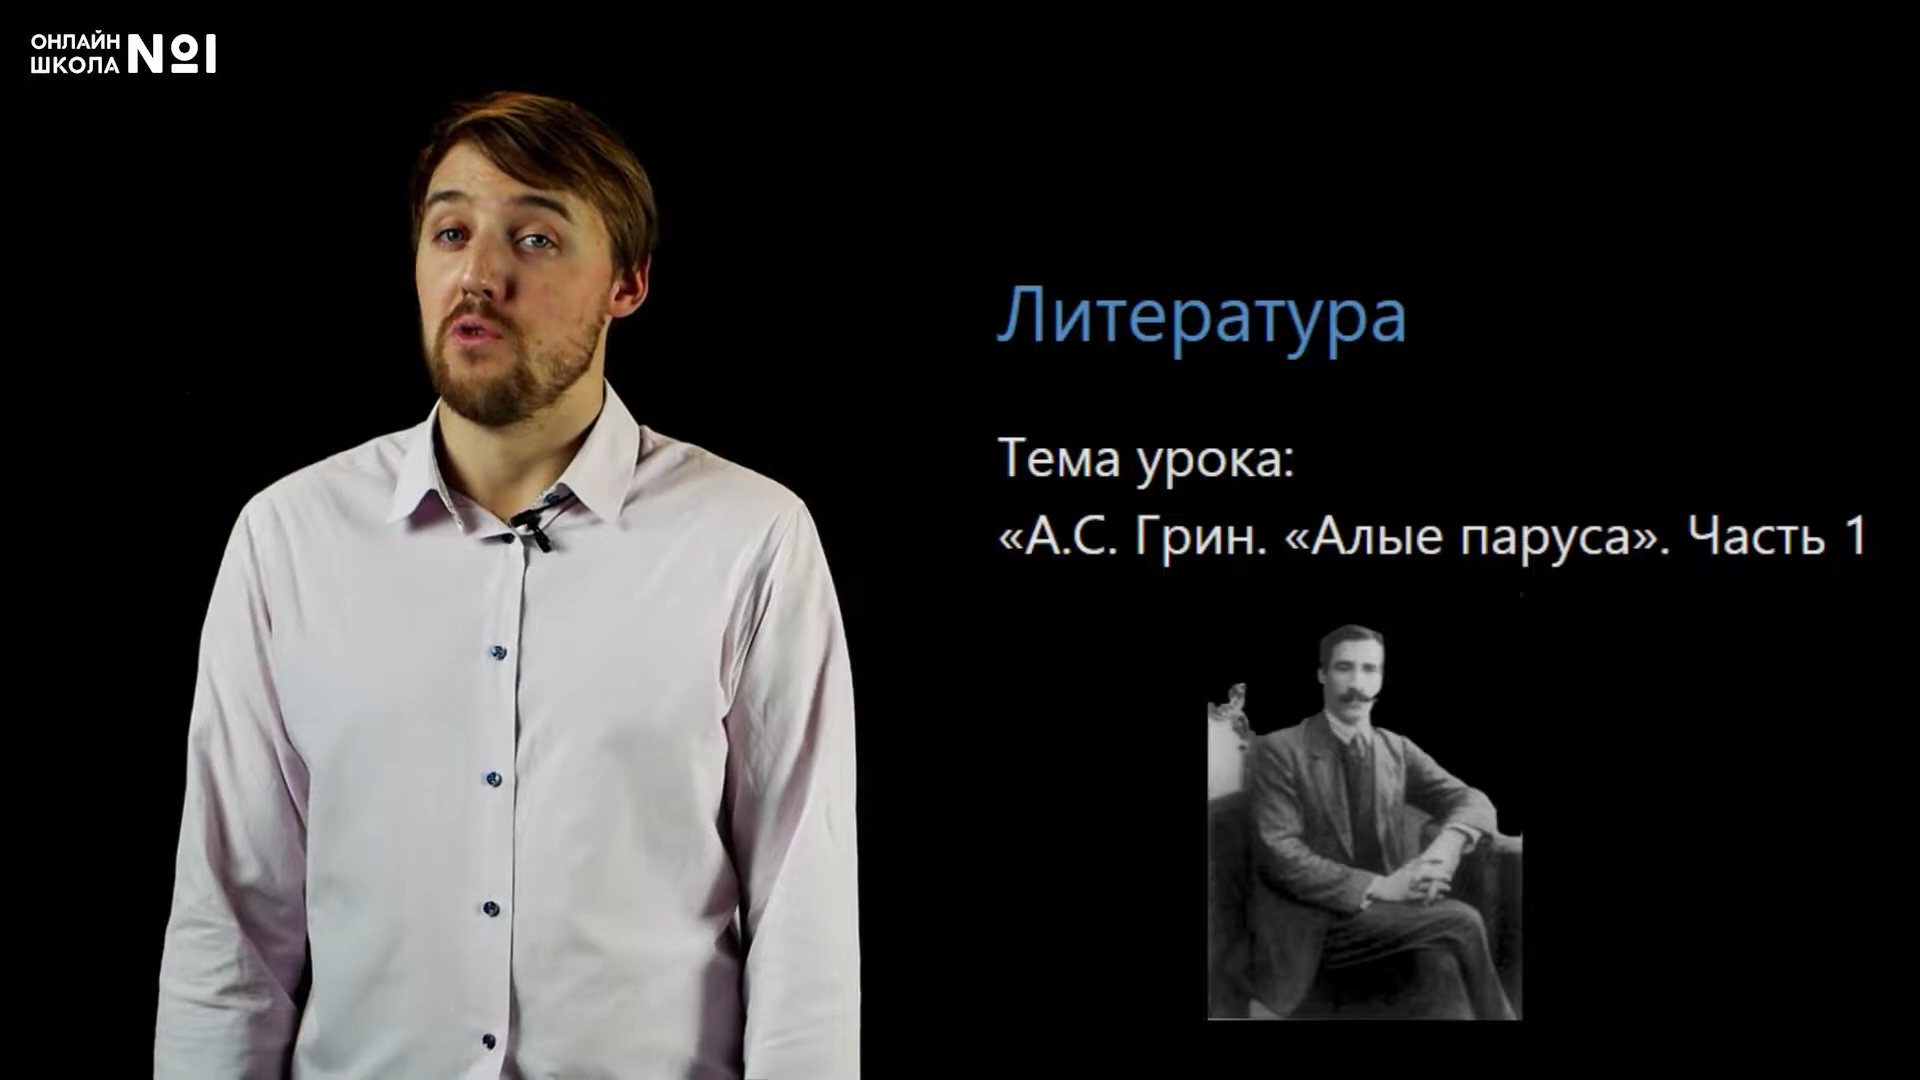 ОНЛАЙН
ШКОЛА №1
Литература
Тема урока:
«А.С. Грин. «Алые паруса». Часть 1